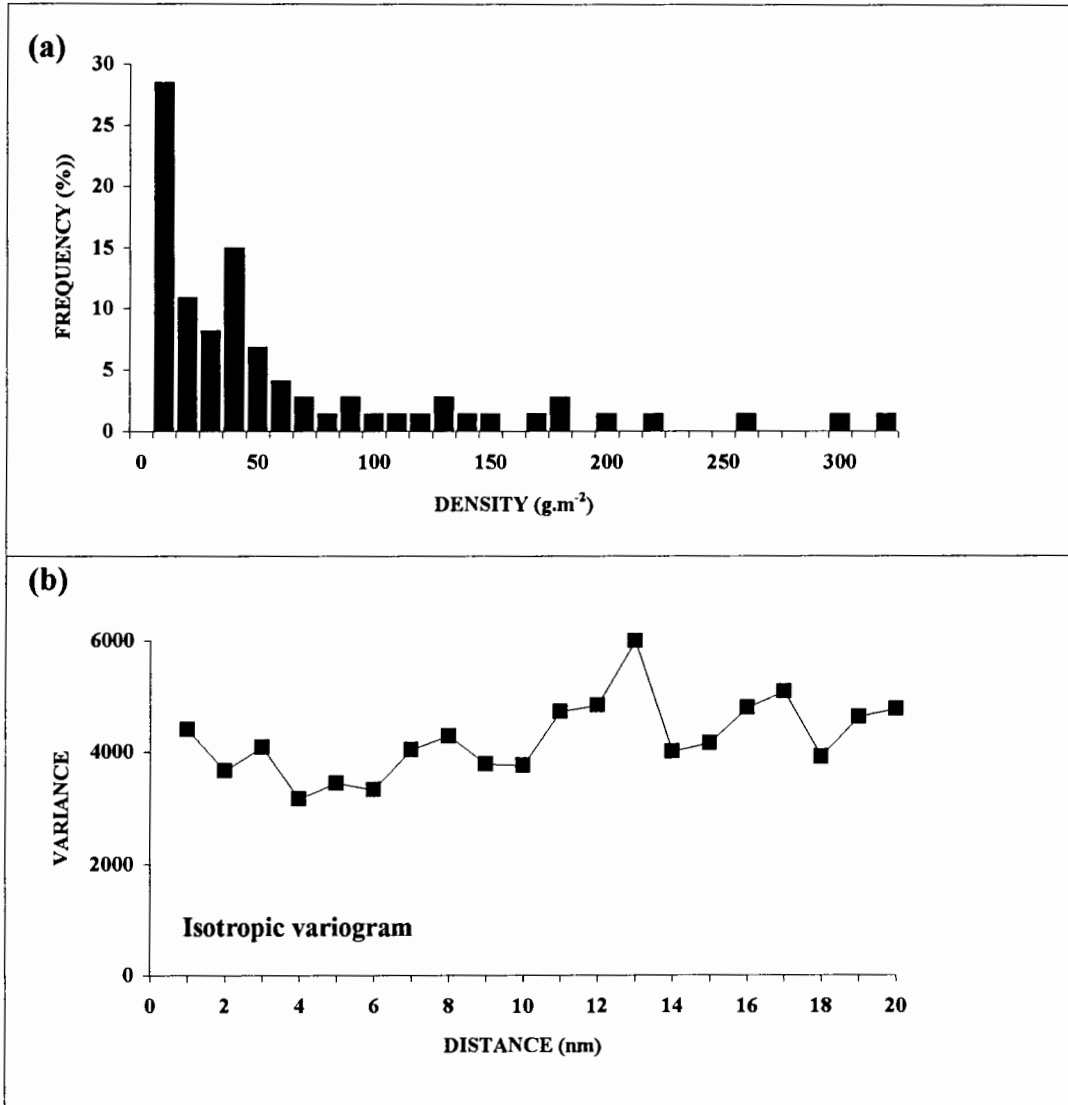 (a)
30
25
20
15
10
5
0
FREQUENCY (%))
0 50 100 150 200 250 300
DENSITY (g.m-2)
(b)
6000
4000
2000
0
VARIANCE
Isotropic variogram
0 2 4 6 8 10 12 14 16 18 20
DISTANCE (nm)